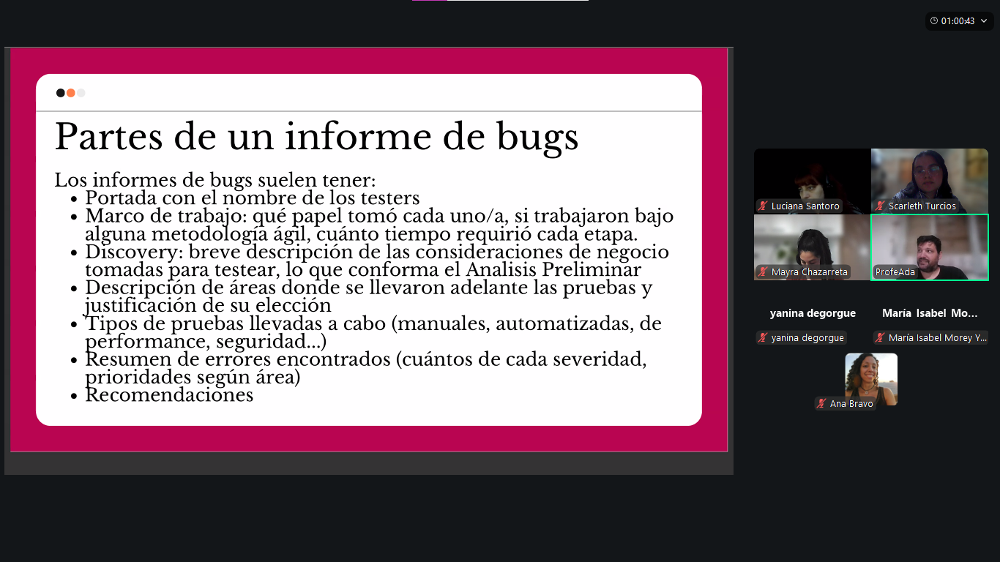 01:00:43
Partes de un informe de bugs
Los informes de bugs suelen tener:
• Portada con el nombre de los testers
• Marco de trabajo: qué papel tomó cada uno/a, si trabajaron bajo
alguna metodología ágil, cuánto tiempo requirió cada etapa.
• Discovery: breve descripción de las consideraciones de negocio
tomadas para testear, lo que conforma el Analisis Preliminar
• Descripción de áreas donde se llevaron adelante las pruebas y
justificación de su elección
• Tipos de pruebas llevadas a cabo (manuales, automatizadas, de
performance, seguridad...)
• Resumen de errores encontrados (cuántos de cada severidad,
prioridades según área)
• Recomendaciones
Luciana Santoro
Scarleth Turcios
Mayra Chazarreta
ProfeAda
yanina degorgue
María Isabel Mo...
yanina degorgue
María Isabel Morey Y...
Ana Bravo